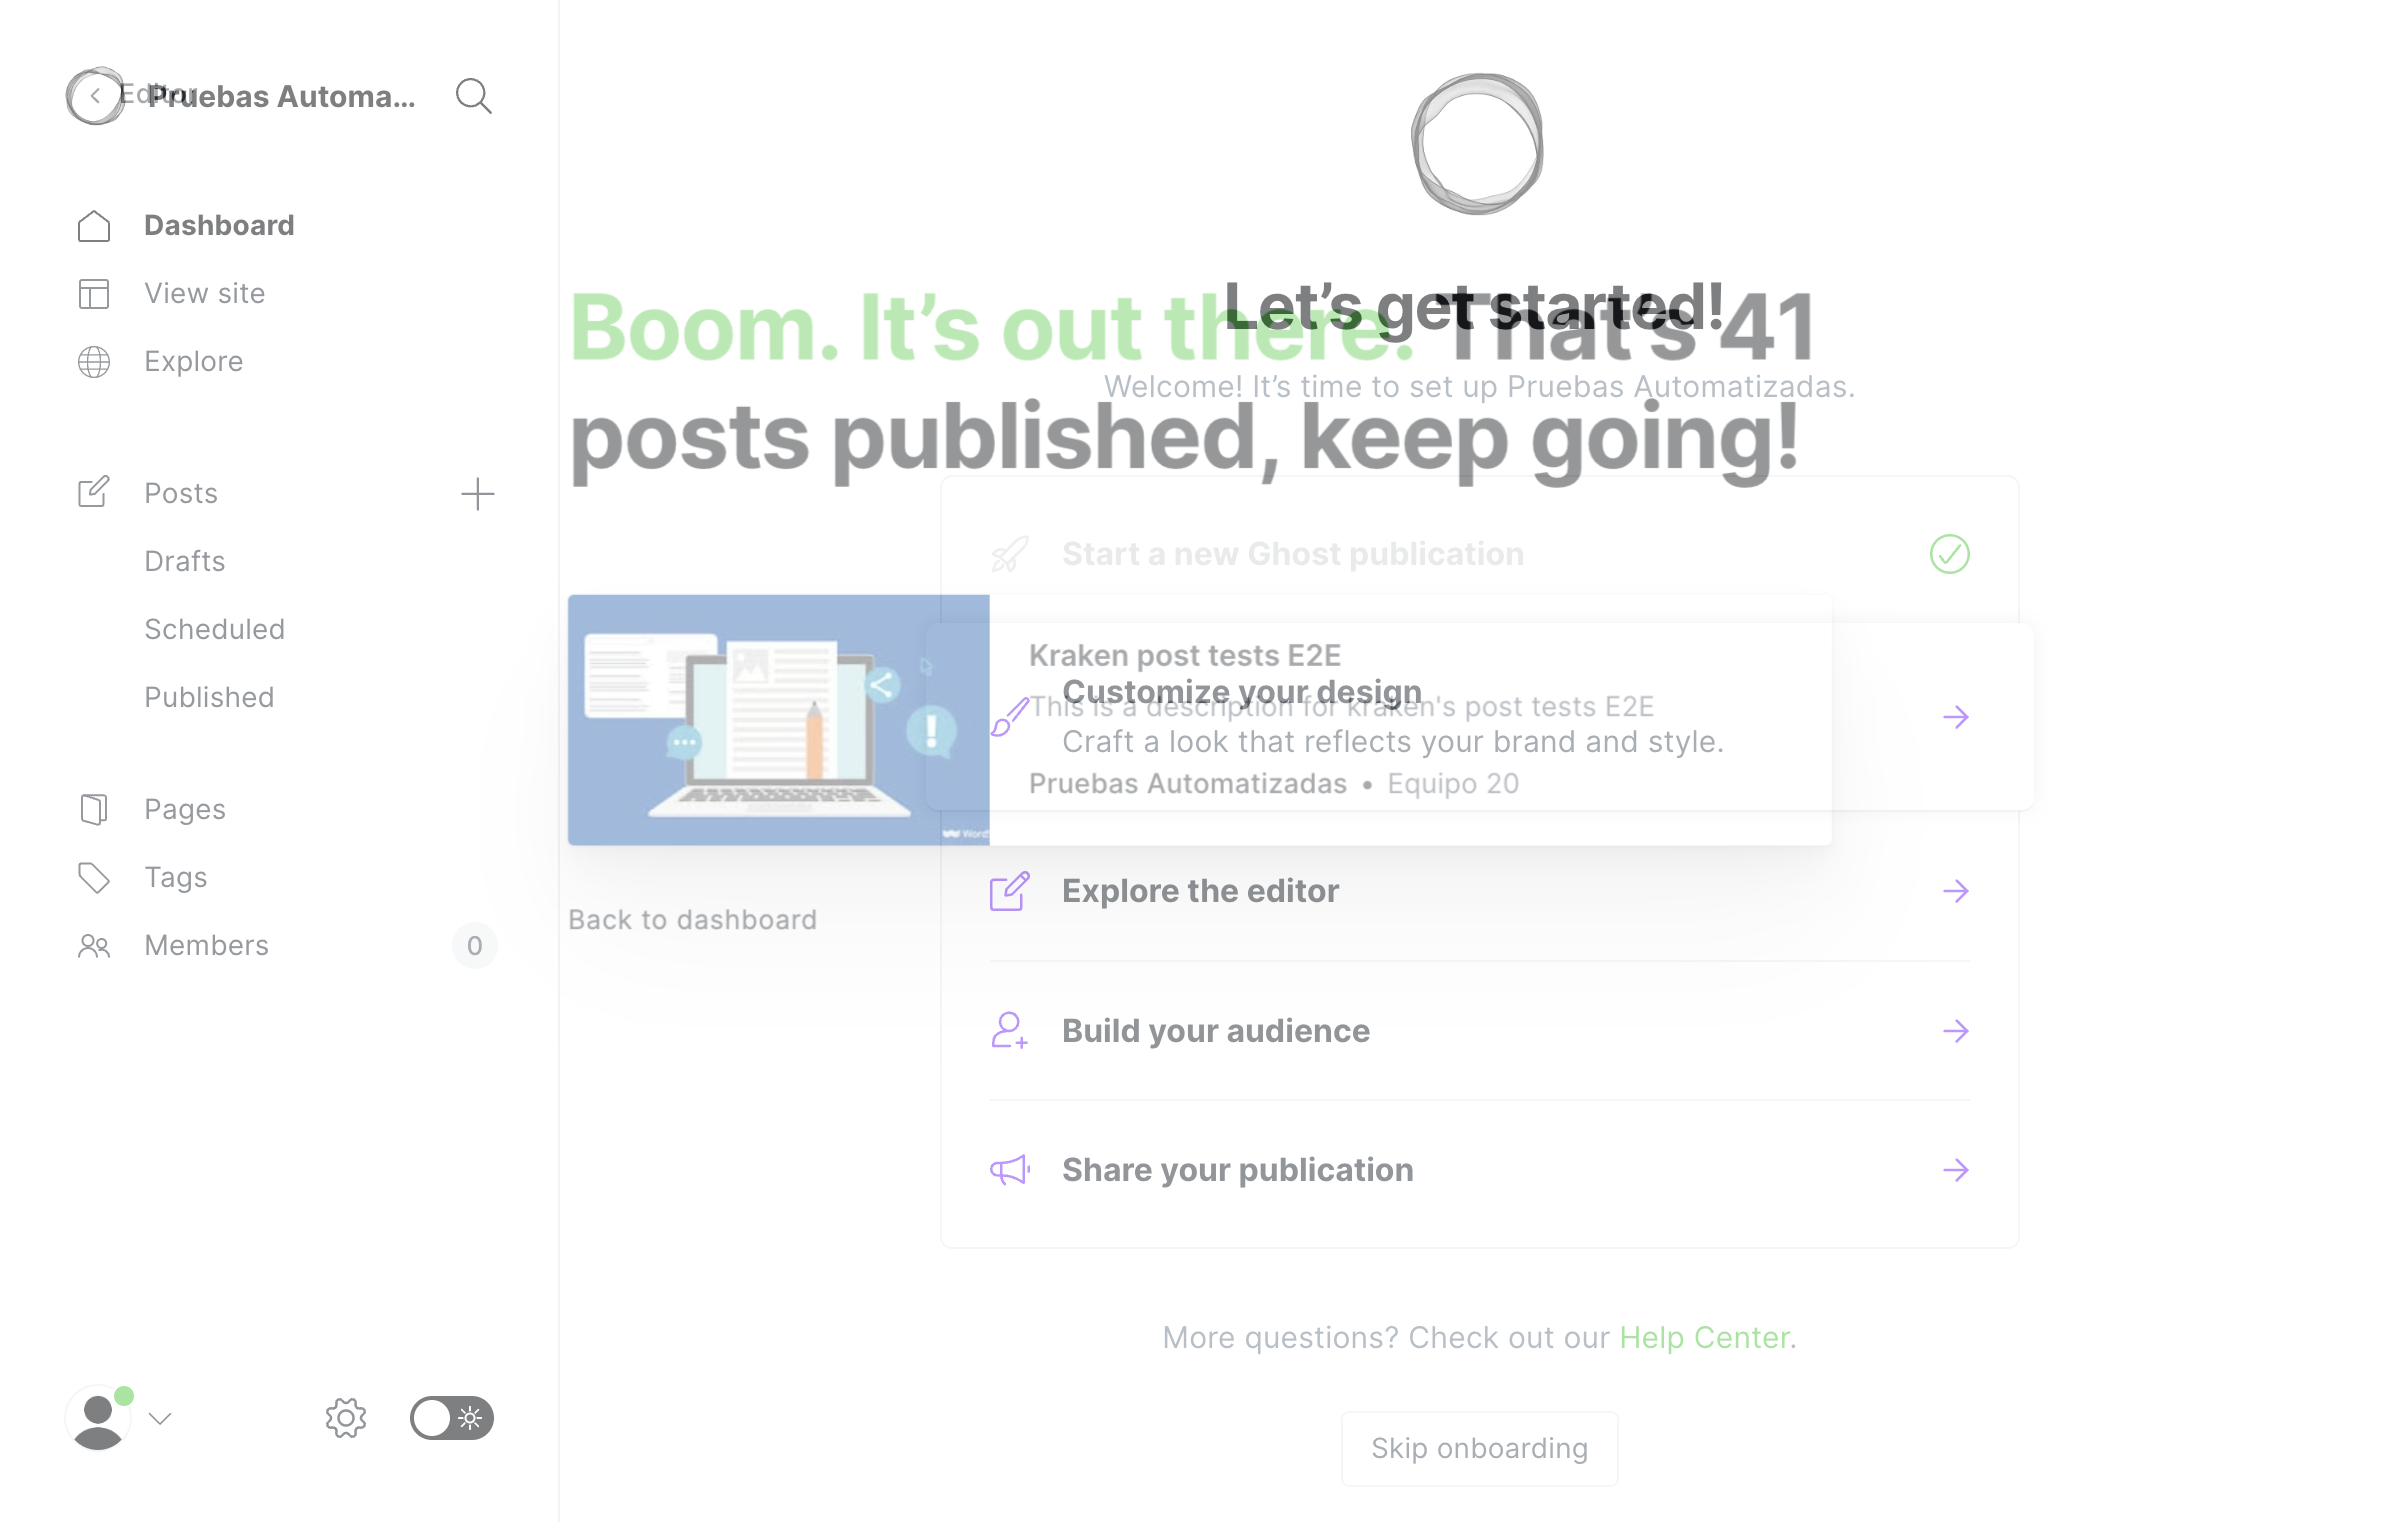 Editor
Pruebas Automa...
Dashboard
View site
Explore
Posts
Drafts
Scheduled
Published
Pages
Tags
Members
0
Let’s get started!
Boom. It’s out there. That’s 41
Welcome! It’s time to set up Pruebas Automatizadas.
posts published, keep going!
Start a new Ghost publication
Kraken post tests E2E
Customize your design
This is a description for kraken's post tests E2E
Craft a look that reflects your brand and style.
Pruebas Automatizadas • Equipo 20
Explore the editor
Back to dashboard
Build your audience
Share your publication
More questions? Check out our Help Center.
Skip onboarding